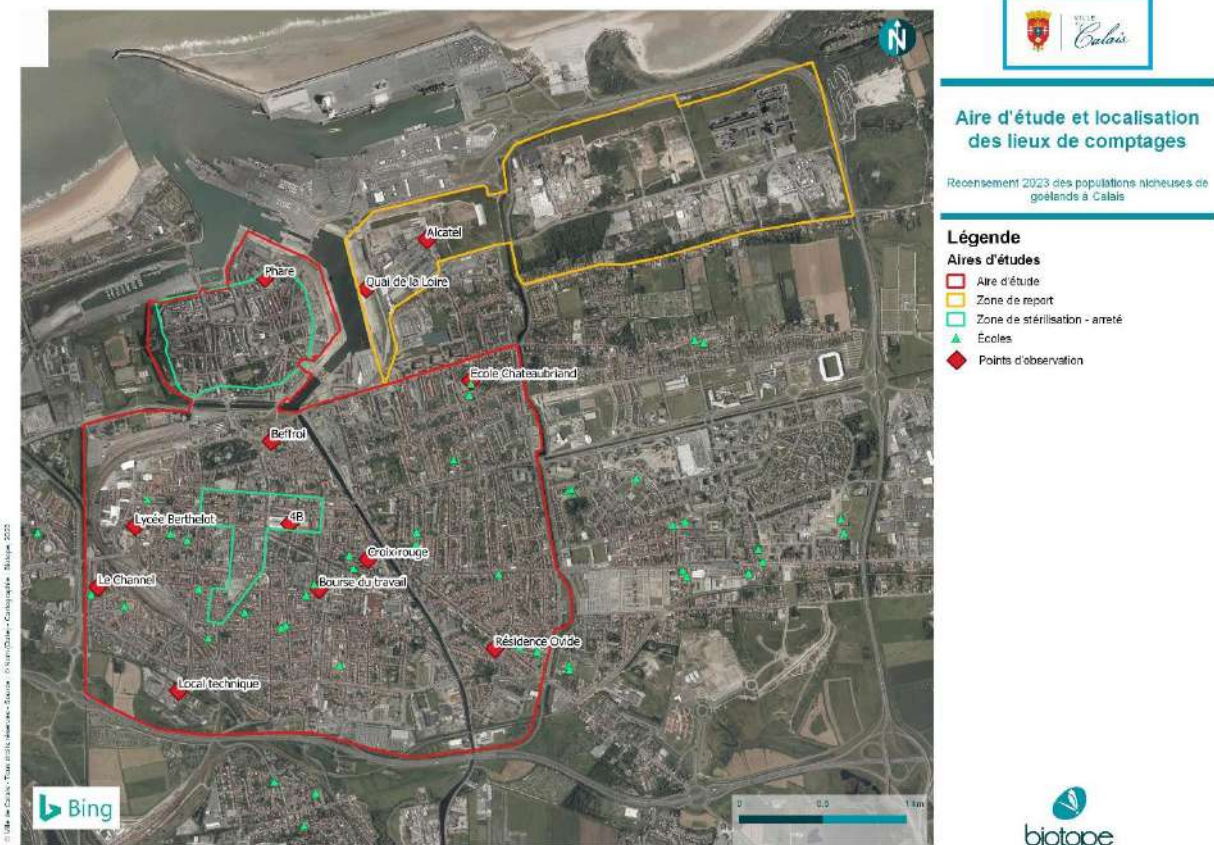 N
VILLE
Calais
Aire d'étude et localisation
des lieux de comptages
Recensement 2023 des populations nicheuses de
goélands à Calais
Légende
Aires d'études
Aire d'étude
Zone de report
Zone de stérilisation - arreté
Écoles
Points d'observation
Alcatel
Phare
Quai de la Loire
Ecole Chateaubriand
Beffroi
Lycée Berthelot
4B
Croix rouge
Le Channel
Bourse du travail
Résidence Ovide
Local technique
Bing
0 0.5 1 km
biotope